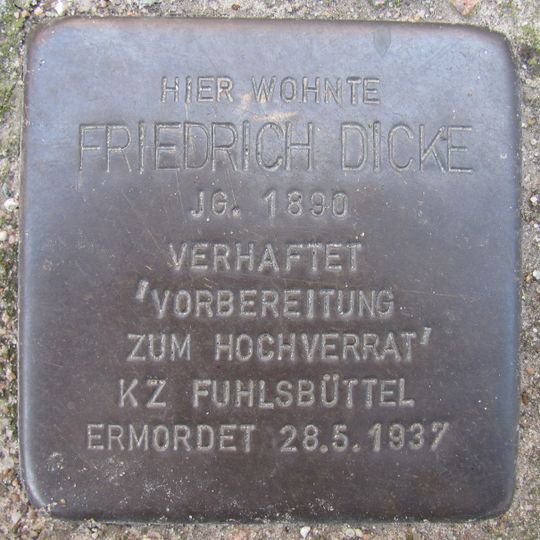 HIER WOHNTE
FRIEDRICH DICKE
JG. 1890
VERHAFTET
'VORBEREITUNG
ZUM HOCHVERRAT'
KZ FUHLSBÜTTEL
ERMORDET 28.5.1937